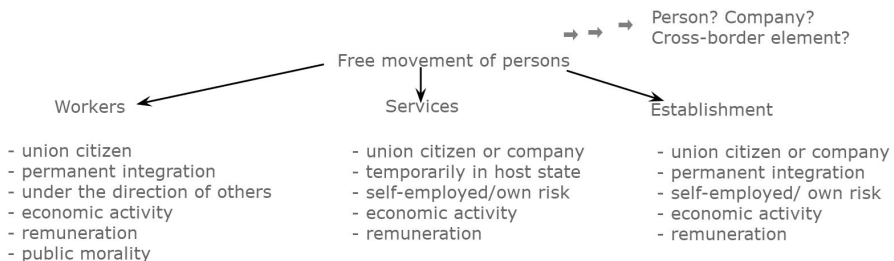 Person? Company?
Cross-border element?
Free movement of persons
Workers
- union citizen
- permanent integration
- under the direction of others
- economic activity
- remuneration
- public morality
Services
- union citizen or company
- temporarily in host state
- self-employed/own risk
- economic activity
- remuneration
Establishment
- union citizen or company
- permanent integration
- self-employed/ own risk
- economic activity
- remuneration